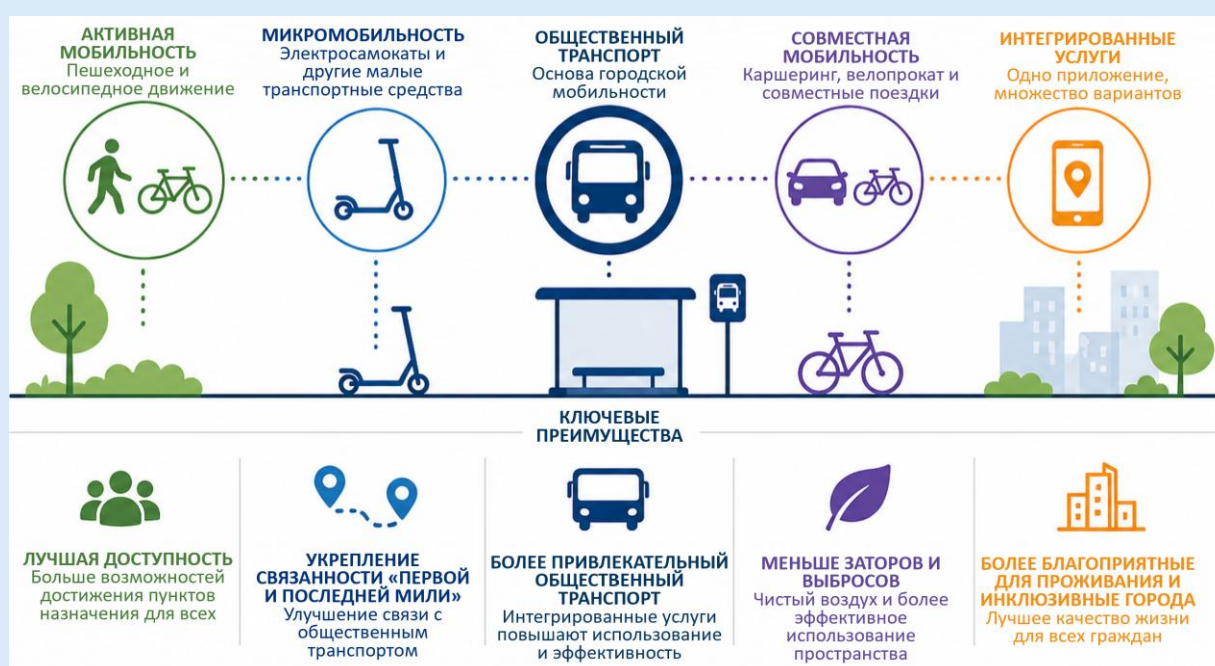 АКТИВНАЯ
МОБИЛЬНОСТЬ
Пешеходное и
велосипедное движение
МИКРОМОБИЛЬНОСТЬ
Электросамокаты и
другие малые
транспортные средства
ОБЩЕСТВЕННЫЙ
ТРАНСПОРТ
Основа городской
мобильности
СОВМЕСТНАЯ
МОБИЛЬНОСТЬ
Каршеринг, велопрокат и
совместные поездки
ИНТЕГРИРОВАННЫЕ
УСЛУГИ
Одно приложение,
множество вариантов
КЛЮЧЕВЫЕ
ПРЕИМУЩЕСТВА
ЛУЧШАЯ ДОСТУПНОСТЬ
Больше возможностей
достижения пунктов
назначения для всех
УКРЕПЛЕНИЕ
СВЯЗАННОСТИ «ПЕРВОЙ
И ПОСЛЕДНЕЙ МИЛИ»
Улучшение связи с
общественным
транспортом
БОЛЕЕ ПРИВЛЕКАТЕЛЬНЫЙ
ОБЩЕСТВЕННЫЙ
ТРАНСПОРТ
Интегрированные услуги
повышают использование
и эффективность
МЕНЬШЕ ЗАТОРОВ И
ВЫБРОСОВ
Чистый воздух и более
эффективное
использование
пространства
БОЛЕЕ БЛАГОПРИЯТНЫЕ
ДЛЯ ПРОЖИВАНИЯ И
ИНКЛЮЗИВНЫЕ ГОРОДА
Лучшее качество жизни
для всех граждан